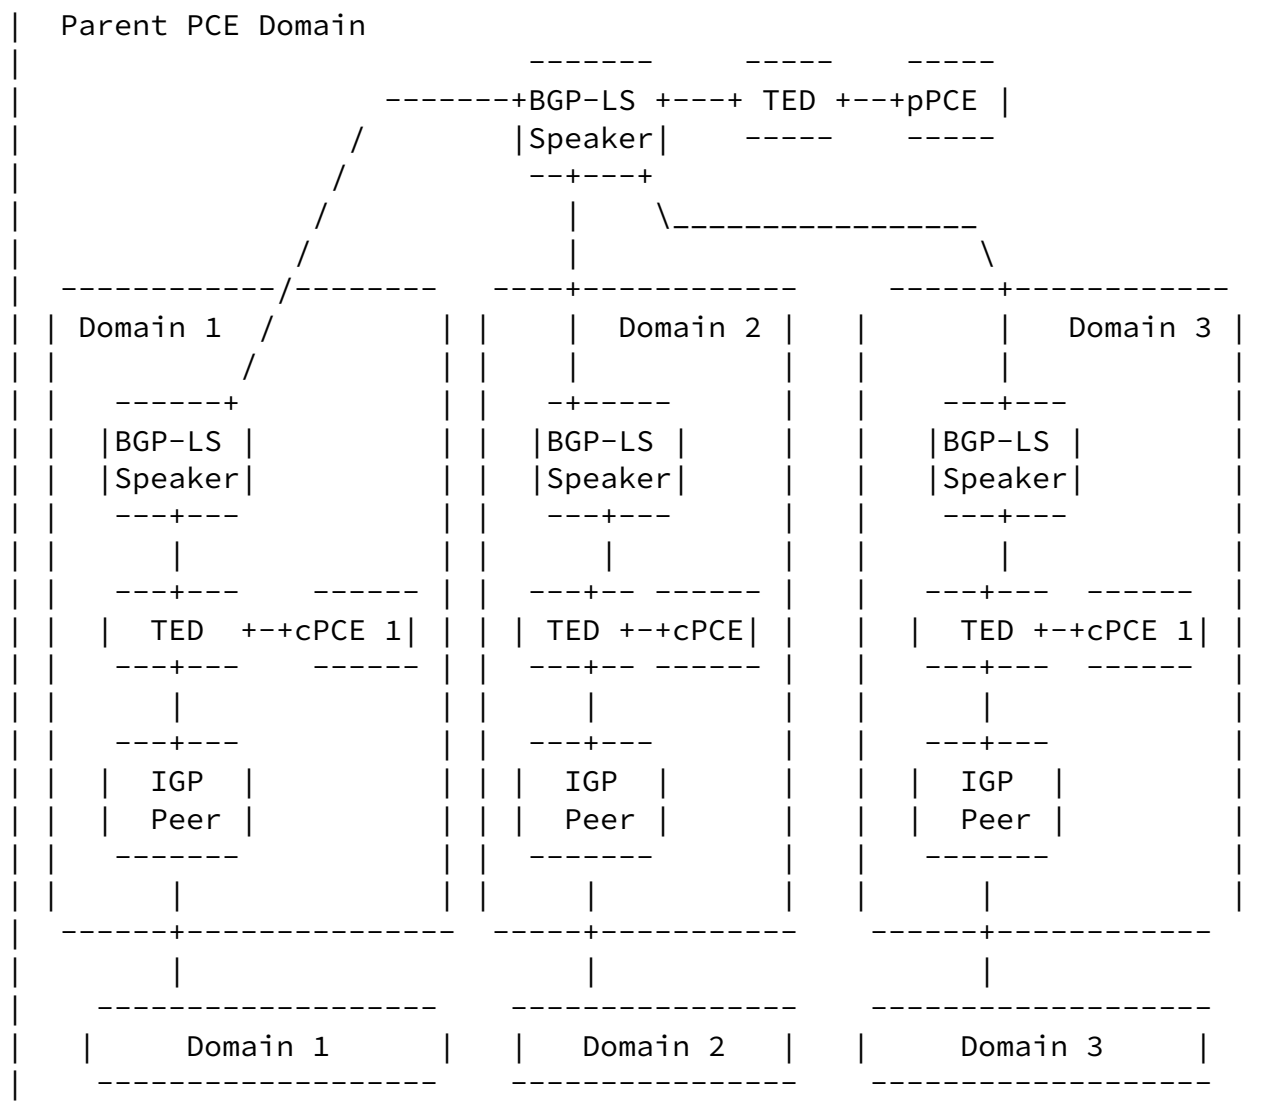 Parent PCE Domain
BGP-LS TED pPCE
Speaker
Domain 1 Domain 2 Domain 3
BGP-LS BGP-LS BGP-LS
Speaker Speaker Speaker
TED cPCE 1 TED cPCE TED cPCE 1
IGP IGP IGP
Peer Peer Peer
Domain 1 Domain 2 Domain 3